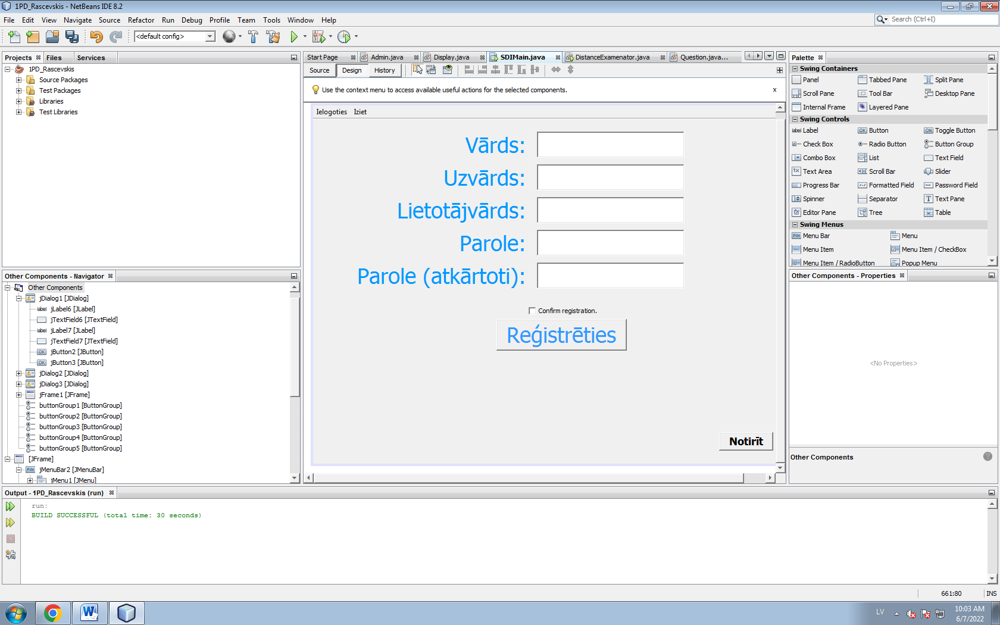 1PD_Rascevskis - NetBeans IDE 8.2
File Edit View Navigate Source Refactor Run Debug Profile Team Tools Window Help
Search (Ctrl+I)
<default config>
Projects Files Services
1PD_Rascevskis
Source Packages
Test Packages
Libraries
Test Libraries
Other Components - Navigator
Other Components
jDialog1 [JDialog]
label jLabel6 [JLabel]
jTextField6 [JTextField]
label jLabel7 [JLabel]
jTextField7 [JTextField]
OK jButton2 [JButton]
OK jButton3 [JButton]
jDialog2 [JDialog]
jDialog3 [JDialog]
jFrame1 [JFrame]
buttonGroup1 [ButtonGroup]
buttonGroup2 [ButtonGroup]
buttonGroup3 [ButtonGroup]
buttonGroup4 [ButtonGroup]
buttonGroup5 [ButtonGroup]
[JFrame]
File jMenuBar2 [JMenuBar]
jMenu1 [JMenu]
Start Page Admin.java Display.java SDIMain.java DistanceExamenator.java Question.java...
Source Design History
Use the context menu to access available useful actions for the selected components. x
Ielogoties Iziet
Vārds:
Uzvārds:
Lietotājvārds:
Parole:
Parole (atkārtoti):
Confirm registration.
Reģistrēties
Notirīt
Palette
Swing Containers
Panel Tabbed Pane Split Pane
Scroll Pane Tool Bar Desktop Pane
Internal Frame Layered Pane
Swing Controls
label Label OK Button ON Toggle Button
Check Box Radio Button Button Group
Combo Box List Text Field
Text Area Scroll Bar Slider
Progress Bar Formatted Field Password Field
Spinner Separator Text Pane
Editor Pane Tree Table
Swing Menus
File Menu Bar Menu
Menu Item Menu Item / CheckBox
Menu Item / RadioButton Popup Menu
Other Components - Properties
<No Properties>
Other Components
Output - 1PD_Rascevskis (run)
run:
BUILD SUCCESSFUL (total time: 30 seconds)
661:80 INS
LV
10:03 AM
6/7/2022